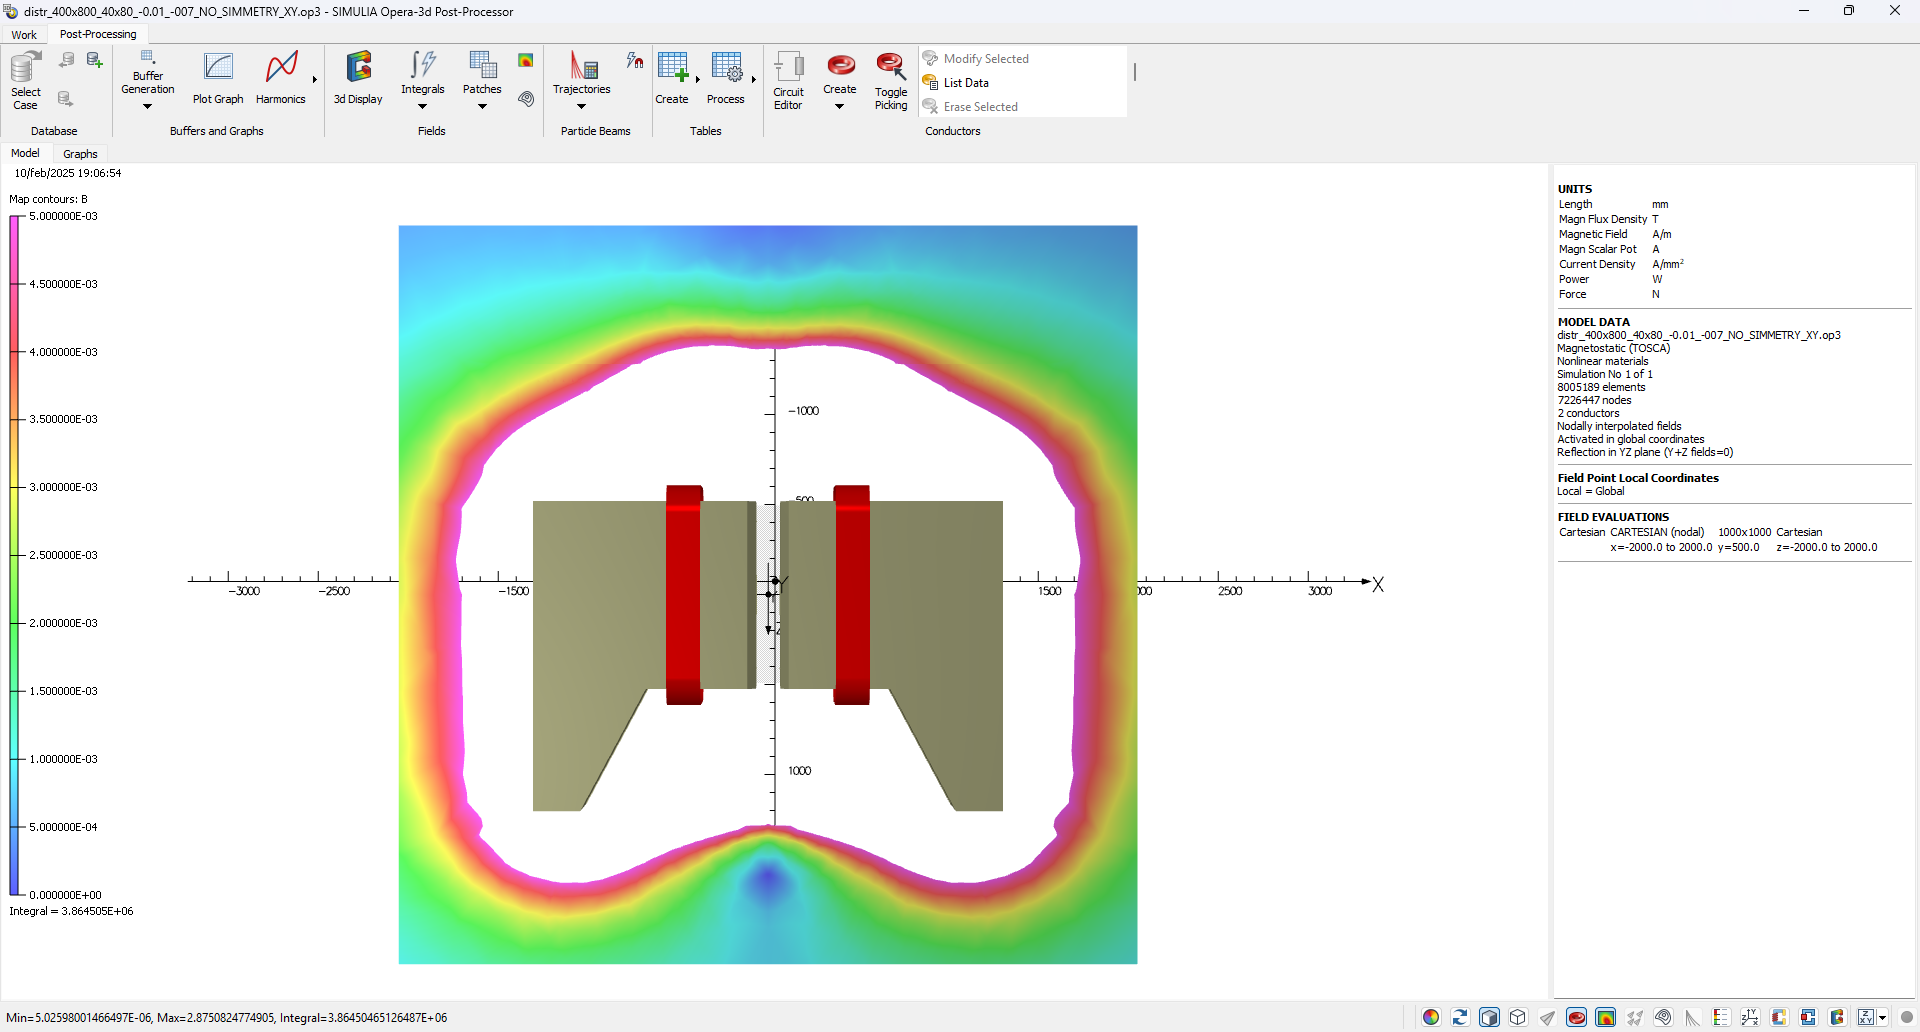 distr_400x800_40x80_-0.01_-007_NO_SIMMETRY_XY.op3 - SIMULIA Opera-3d Post-Processor
Work Post-Processing
Select Case
Database
Buffer Generation
Plot Graph
Harmonics
Buffers and Graphs
3d Display
Integrals
Patches
Fields
Trajectories
Particle Beams
Create
Process
Tables
Circuit Editor
Create
Toggle Picking
Modify Selected
List Data
Erase Selected
Conductors
Model Graphs
10/feb/2025 19:06:54
Map contours: B
5.000000E-03
4.500000E-03
4.000000E-03
3.500000E-03
3.000000E-03
2.500000E-03
2.000000E-03
1.500000E-03
1.000000E-03
5.000000E-04
0.000000E+00
Integral = 3.864505E+06
-1000
-500
-3000 -2500 -1500 1500 2500 3000 X
Y
1000
UNITS
Length mm
Magn Flux Density T
Magnetic Field A/m
Magn Scalar Pot A
Current Density A/mm²
Power W
Force N
MODEL DATA
distr_400x800_40x80_-0.01_-007_NO_SIMMETRY_XY.op3
Magnetostatic (TOSCA)
Nonlinear materials
Simulation No 1 of 1
8005189 elements
7226447 nodes
2 conductors
Nodally interpolated fields
Activated in global coordinates
Reflection in YZ plane (Y+Z fields=0)
Field Point Local Coordinates
Local = Global
FIELD EVALUATIONS
Cartesian CARTESIAN (nodal) 1000x1000 Cartesian
x=-2000.0 to 2000.0 y=500.0 z=-2000.0 to 2000.0
Min=5.02598001466497E-06, Max=2.8750824774905, Integral=3.86450465126487E+06